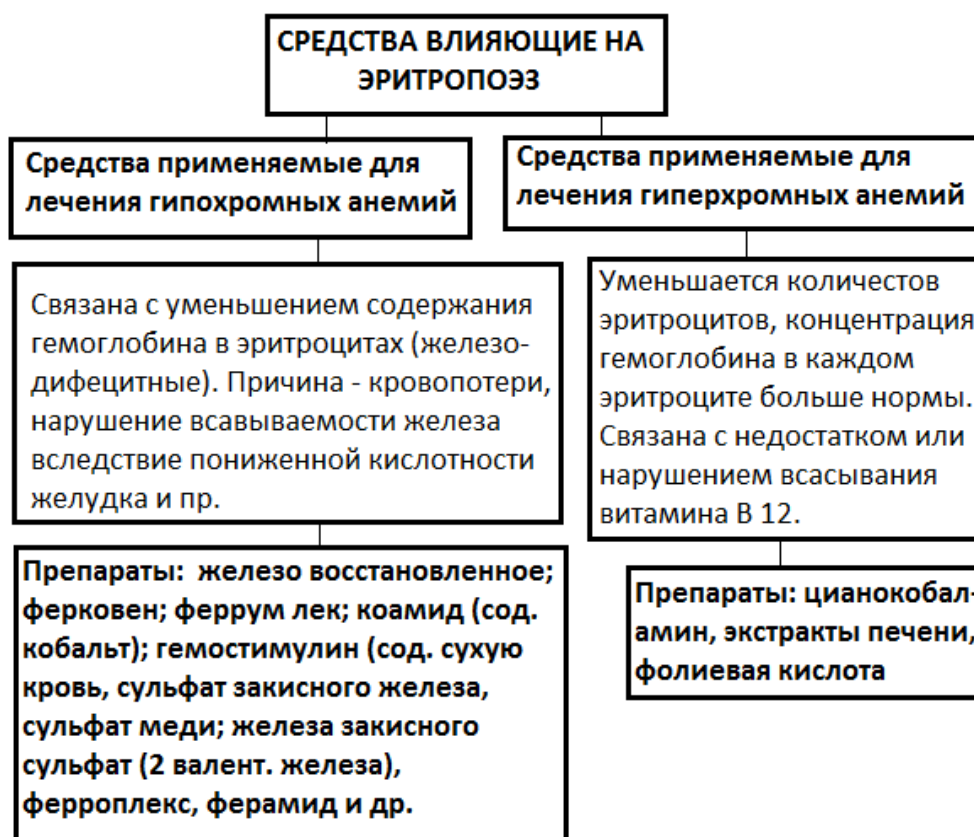 СРЕДСТВА ВЛИЯЮЩИЕ НА
ЭРИТРОПОЭЗ
Средства применяемые для
лечения гипохромных анемий
Средства применяемые для
лечения гиперхромных анемий
Связана с уменьшением содержания
гемоглобина в эритроцитах (железо-
дифецитные). Причина - кровопотери,
нарушение всавываемости железа
вследствие пониженной кислотности
желудка и пр.
Уменьшается количестов
эритроцитов, концентрация
гемоглобина в каждом
эритроците больше нормы.
Связана с недостатком или
нарушением всасывания
витамина В 12.
Препараты: железо восстановленное;
ферковен; феррум лек; коамид (сод.
кобальт); гемостимулин (сод. сухую
кровь, сульфат закисного железа,
сульфат меди; железа закисного
сульфат (2 валент. железа),
ферроплекс, ферамид и др.
Препараты: цианокобал-
амин, экстракты печени,
фолиевая кислота